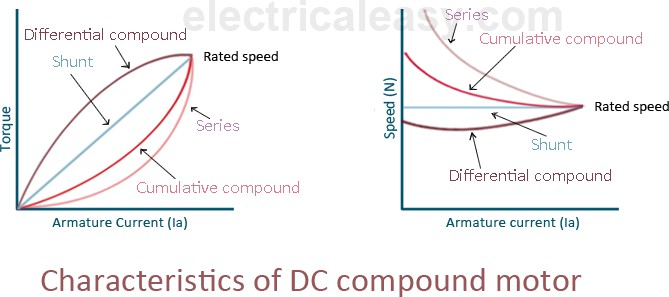 electricaleasy.com
Differential compound
Shunt
Rated speed
Series
Cumulative compound
Torque
Armature Current (Ia)
Series
Cumulative compound
Rated speed
Shunt
Differential compound
Speed (N)
Armature current (Ia)
Characteristics of DC compound motor